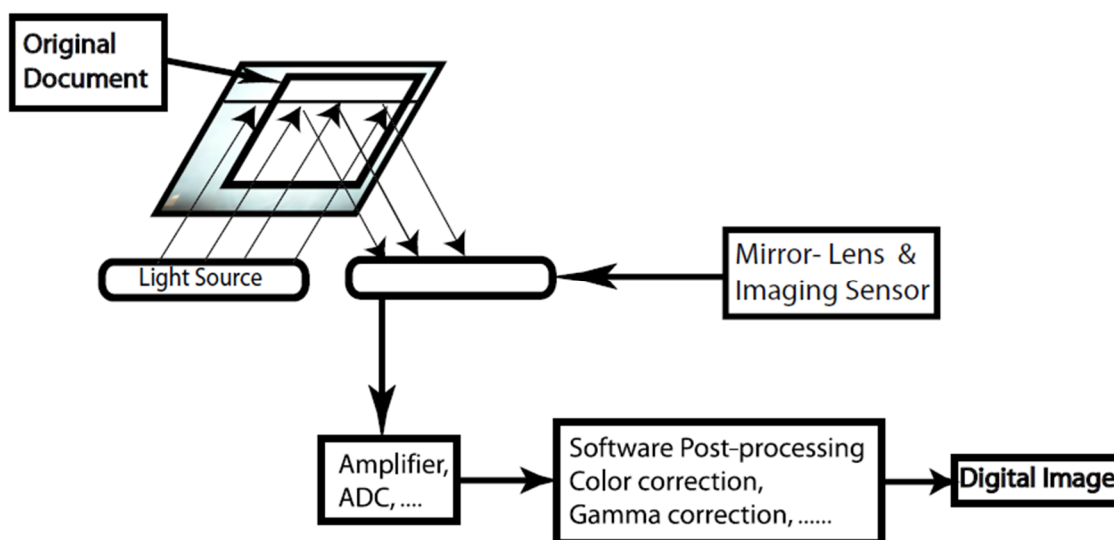 Original
Document
Light Source
Mirror- Lens &
Imaging Sensor
Amplifier,
ADC, ....
Software Post-processing
Color correction,
Gamma correction, ......
Digital Image